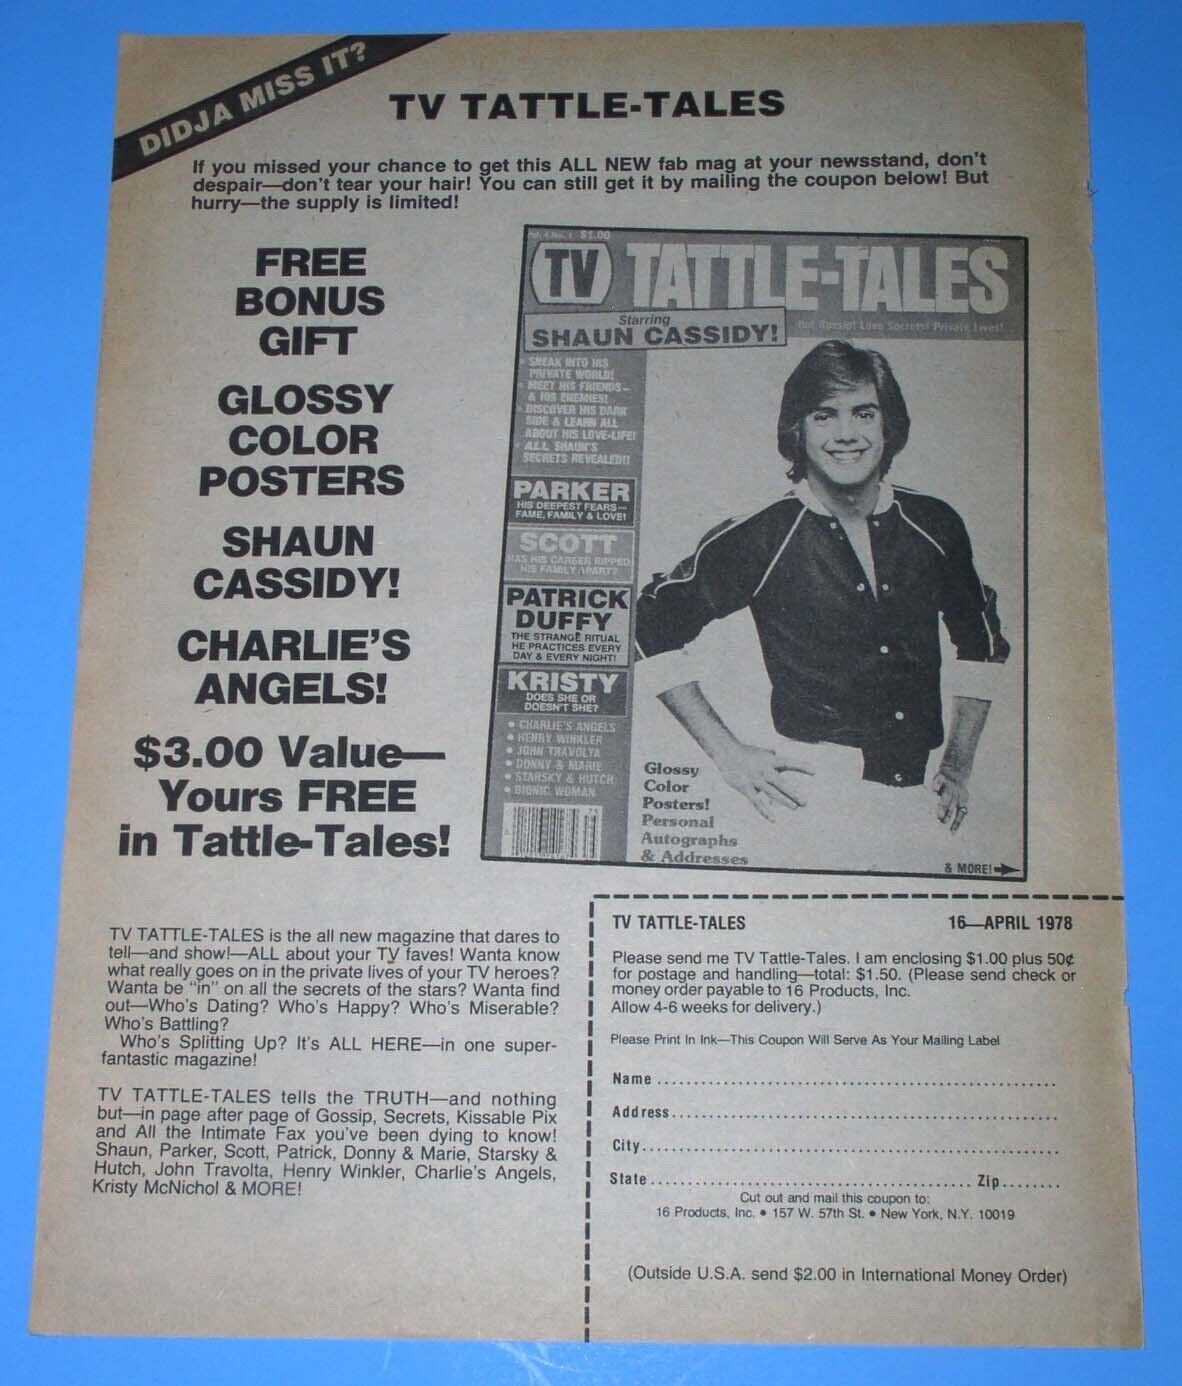 DIDJA MISS IT?
TV TATTLE-TALES
If you missed your chance to get this ALL NEW fab mag at your newsstand, don't
despair—don't tear your hair! You can still get it by mailing the coupon below! But
hurry—the supply is limited!
FREE
BONUS
GIFT
GLOSSY
COLOR
POSTERS
SHAUN
CASSIDY!
CHARLIE'S
ANGELS!
$3.00 Value—
Yours FREE
in Tattle-Tales!
$1.00
TV TATTLE-TALES
Hot Gossip! Love Secrets! Private Lives!
Starring
SHAUN CASSIDY!
• SNEAK INTO HIS
PRIVATE WORLD!
• MEET HIS FRIENDS—
& HIS ENEMIES!
• DISCOVER HIS DARK
SIDE & LEARN ALL
ABOUT HIS LOVE-LIFE!
• ALL SHAUN'S
SECRETS REVEALED!!
PARKER
HIS DEEPEST FEARS—
FAME, FAMILY & LOVE!
SCOTT
HAS HIS CAREER RIPPED
HIS FAMILY APART?
PATRICK
DUFFY
THE STRANGE RITUAL
HE PRACTICES EVERY
DAY & EVERY NIGHT!
KRISTY
DOES SHE OR
DOESN'T SHE?
• CHARLIE'S ANGELS
• HENRY WINKLER
• JOHN TRAVOLTA
• DONNY & MARIE
• STARSKY & HUTCH
• BIONIC WOMAN
Glossy
Color
Posters!
Personal
Autographs
& Addresses
& MORE!
TV TATTLE-TALES is the all new magazine that dares to
tell—and show!—ALL about your TV faves! Wanta know
what really goes on in the private lives of your TV heroes?
Wanta be "in" on all the secrets of the stars? Wanta find
out—Who's Dating? Who's Happy? Who's Miserable?
Who's Battling?
Who's Splitting Up? It's ALL HERE—in one super-
fantastic magazine!
TV TATTLE-TALES tells the TRUTH—and nothing
but—in page after page of Gossip, Secrets, Kissable Pix
and All the Intimate Fax you've been dying to know!
Shaun, Parker, Scott, Patrick, Donny & Marie, Starsky &
Hutch, John Travolta, Henry Winkler, Charlie's Angels,
Kristy McNichol & MORE!
TV TATTLE-TALES 16—APRIL 1978
Please send me TV Tattle-Tales. I am enclosing $1.00 plus 50¢
for postage and handling—total: $1.50. (Please send check or
money order payable to 16 Products, Inc.
Allow 4-6 weeks for delivery.)
Please Print In Ink—This Coupon Will Serve As Your Mailing Label
Name
Address
City
State Zip
Cut out and mail this coupon to:
16 Products, Inc. • 157 W. 57th St. • New York, N.Y. 10019
(Outside U.S.A. send $2.00 in International Money Order)